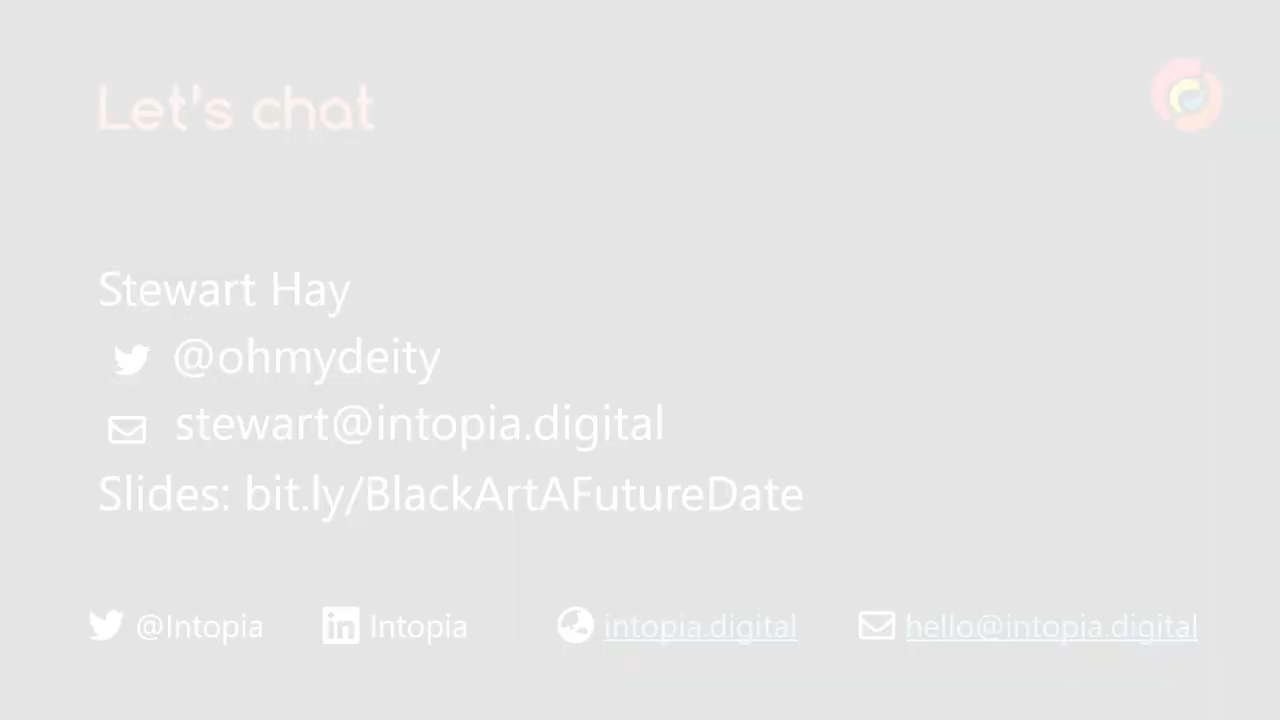 Let's chat
Stewart Hay
@ohmydeity
stewart@intopia.digital
Slides: bit.ly/BlackArtAFutureDate
@Intopia Intopia intopia.digital hello@intopia.digital